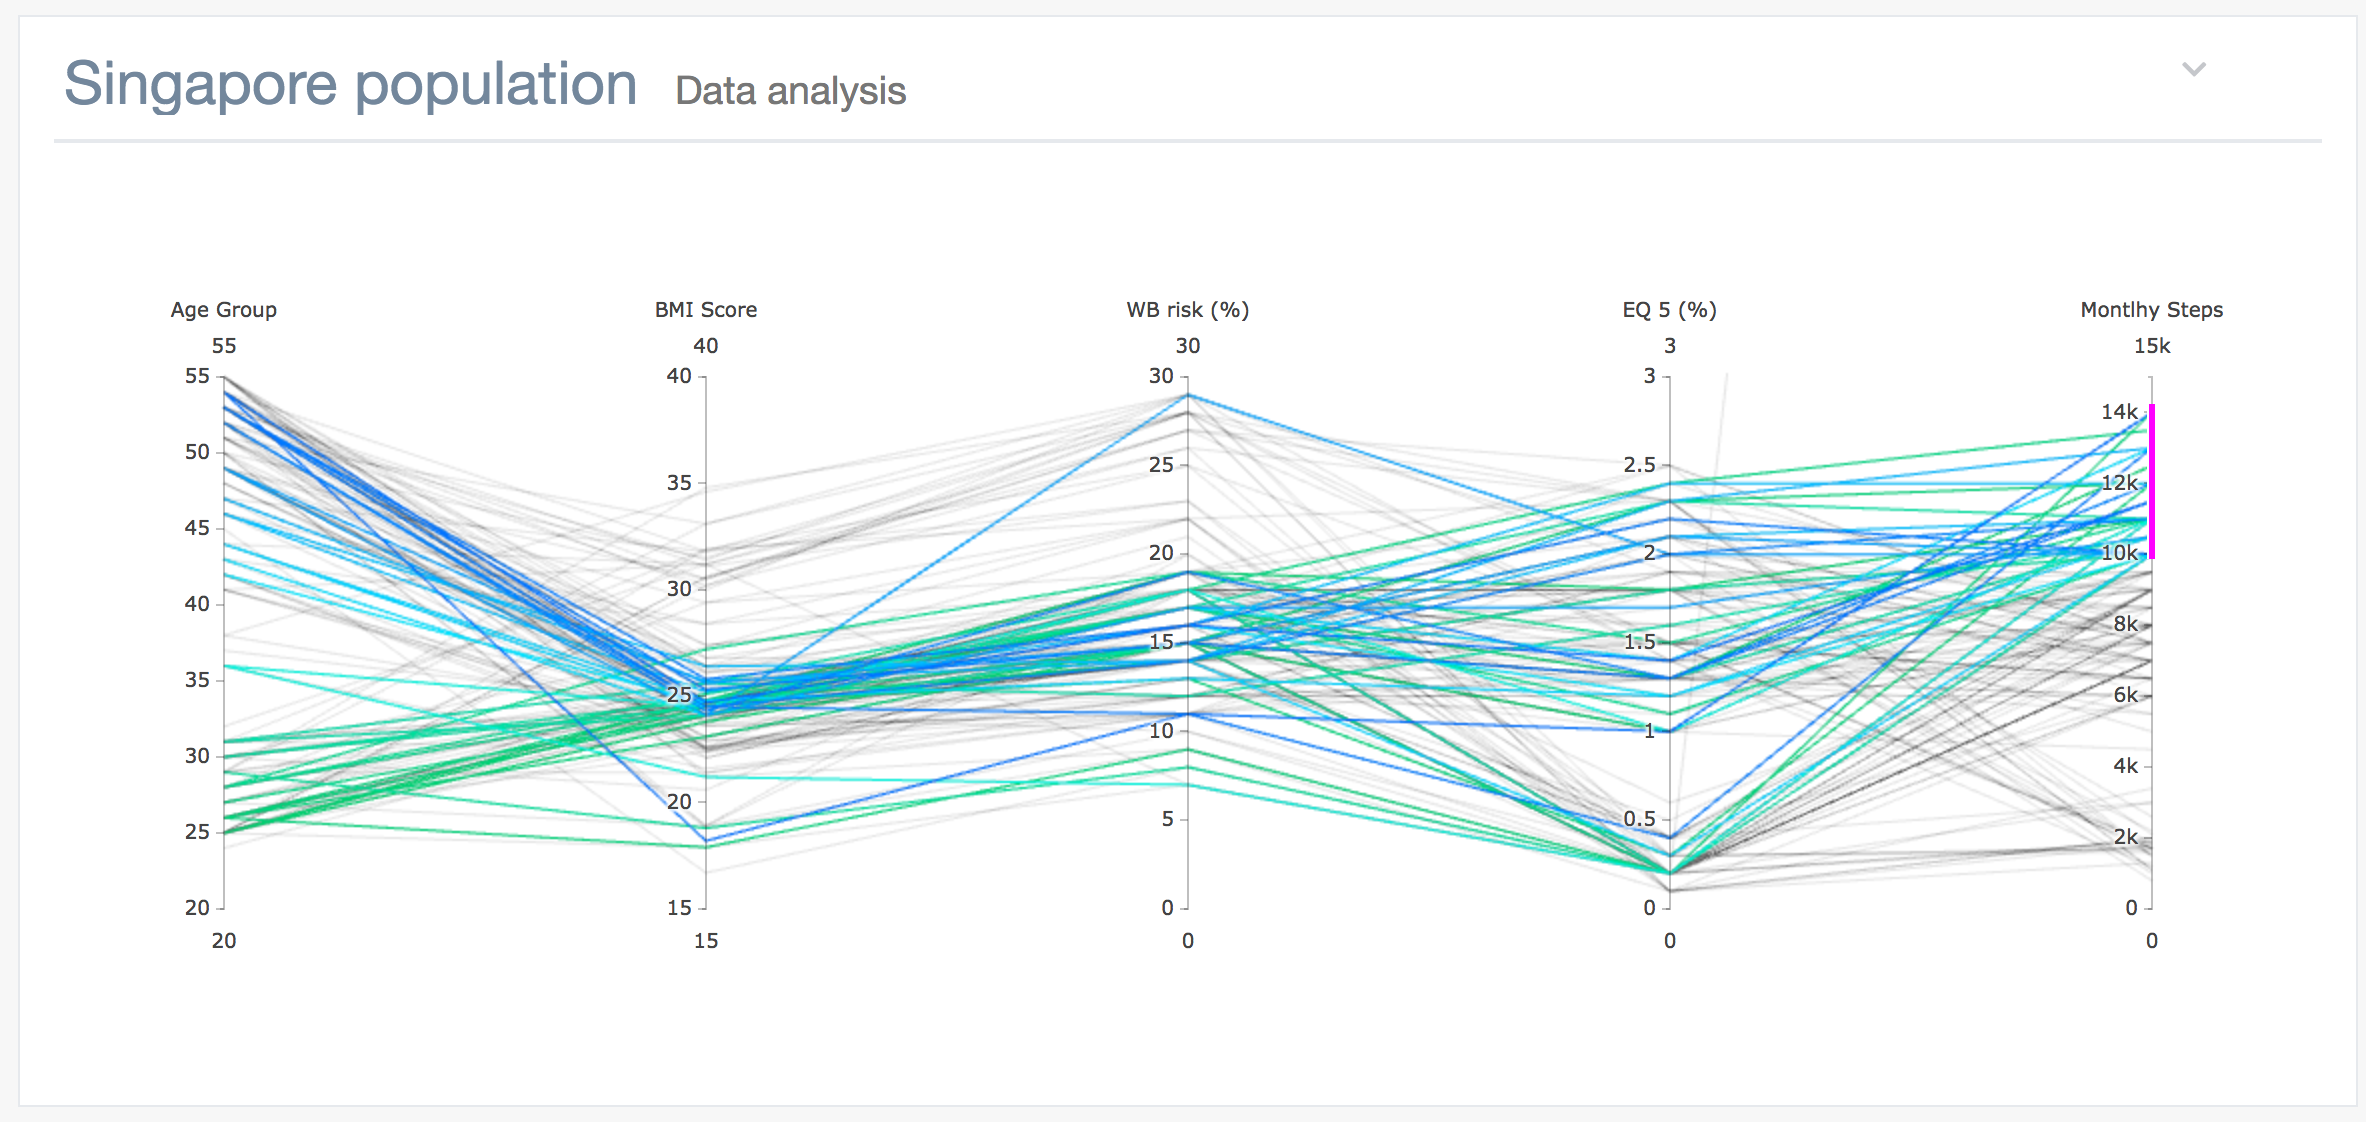 Singapore population Data analysis
Age Group BMI Score WB risk (%) EQ 5 (%) Montlhy Steps
55 40 30 3 15k
55 40 30 3
14k
50 35 25 2.5 12k
45 30 20 2 10k
40 25 15 1.5 8k
35 20 10 1 6k
30 15 5 0.5 4k
25 0 0 2k
20 0
20 15 0 0 0